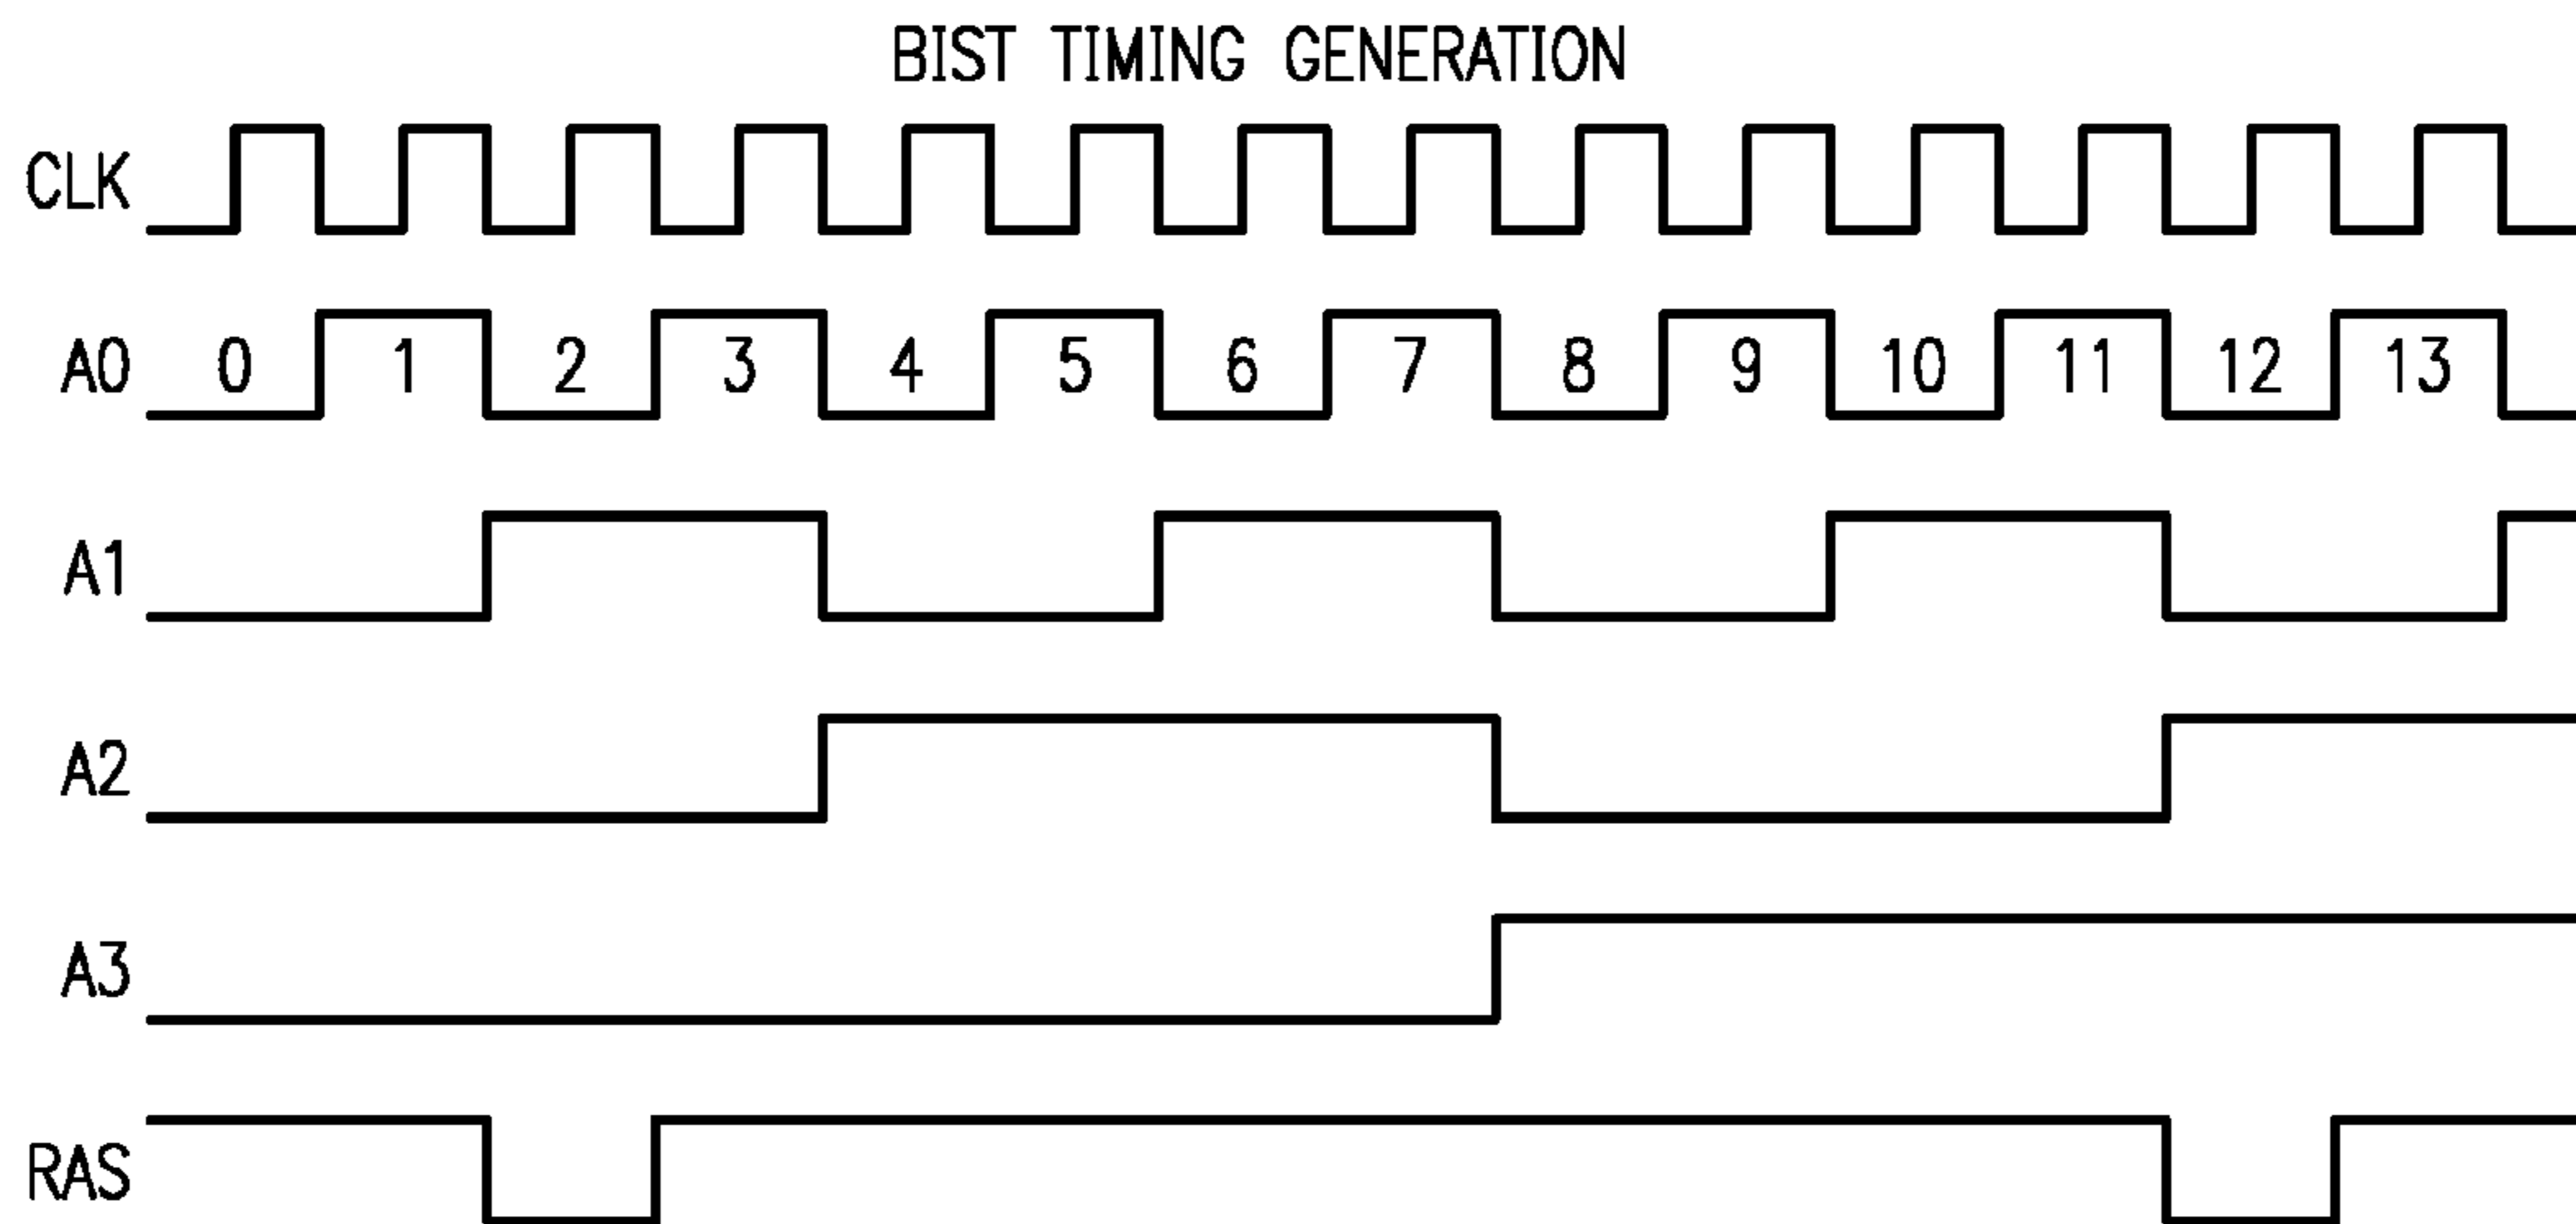 BIST TIMING GENERATION
CLK
A0 0 1 2 3 4 5 6 7 8 9 10 11 12 13
A1
A2
A3
RAS